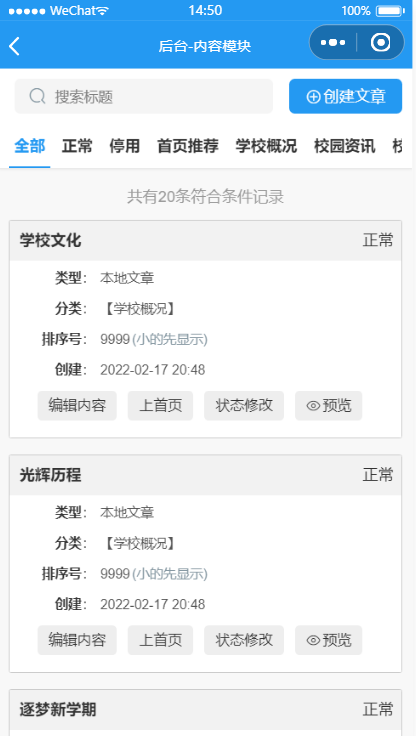 WeChat 14:50 100%
后台-内容模块
搜索标题 创建文章
全部 正常 停用 首页推荐 学校概况 校园资讯
共有20条符合条件记录
学校文化 正常
类型： 本地文章
分类： 【学校概况】
排序号： 9999(小的先显示)
创建： 2022-02-17 20:48
编辑内容 上首页 状态修改 预览
光辉历程 正常
类型： 本地文章
分类： 【学校概况】
排序号： 9999(小的先显示)
创建： 2022-02-17 20:48
编辑内容 上首页 状态修改 预览
逐梦新学期 正常